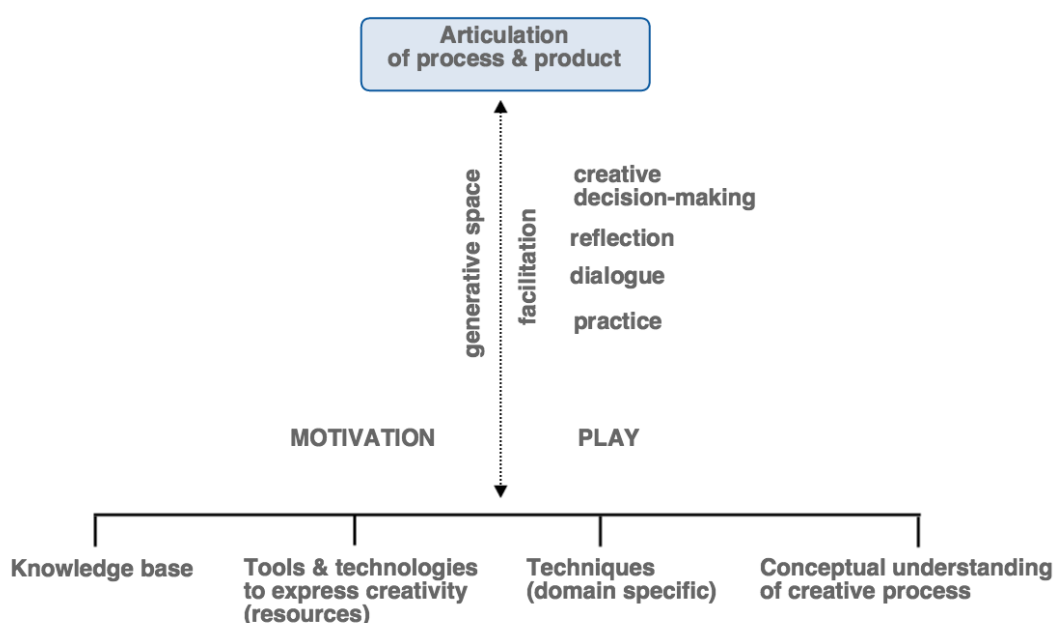 Articulation
of process & product
generative space
facilitation
creative
decision-making
reflection
dialogue
practice
MOTIVATION
PLAY
Knowledge base
Tools & technologies
to express creativity
(resources)
Techniques
(domain specific)
Conceptual understanding
of creative process